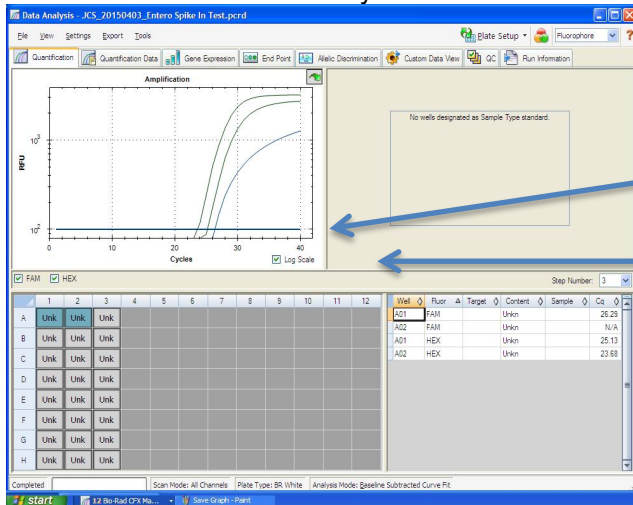 Data Analysis - JCS_20150403_Entero Spike In Test.pcrd
File View Settings Export Tools Plate Setup Fluorophore ?
Quantification Quantification Data Gene Expression End Point Allelic Discrimination Custom Data View QC Run Information
Amplification
No wells designated as Sample Type standard.
RFU
10^3
10^2
0 10 20 30 40
Cycles
Log Scale
FAM HEX Step Number: 3
1 2 3 4 5 6 7 8 9 10 11 12
A Unk Unk Unk
B Unk Unk Unk
C Unk Unk Unk
D Unk Unk Unk
E Unk Unk Unk
F Unk Unk Unk
G Unk Unk Unk
H Unk Unk Unk
Well Fluor Target Content Sample Cq
A01 FAM Unkn 26.29
A02 FAM Unkn N/A
A01 HEX Unkn 25.13
A02 HEX Unkn 23.68
Completed Scan Mode: All Channels Plate Type: BR White Analysis Mode: Baseline Subtracted Curve Fit
start 12 Bio-Rad CFX Ma... Save Graph - Paint